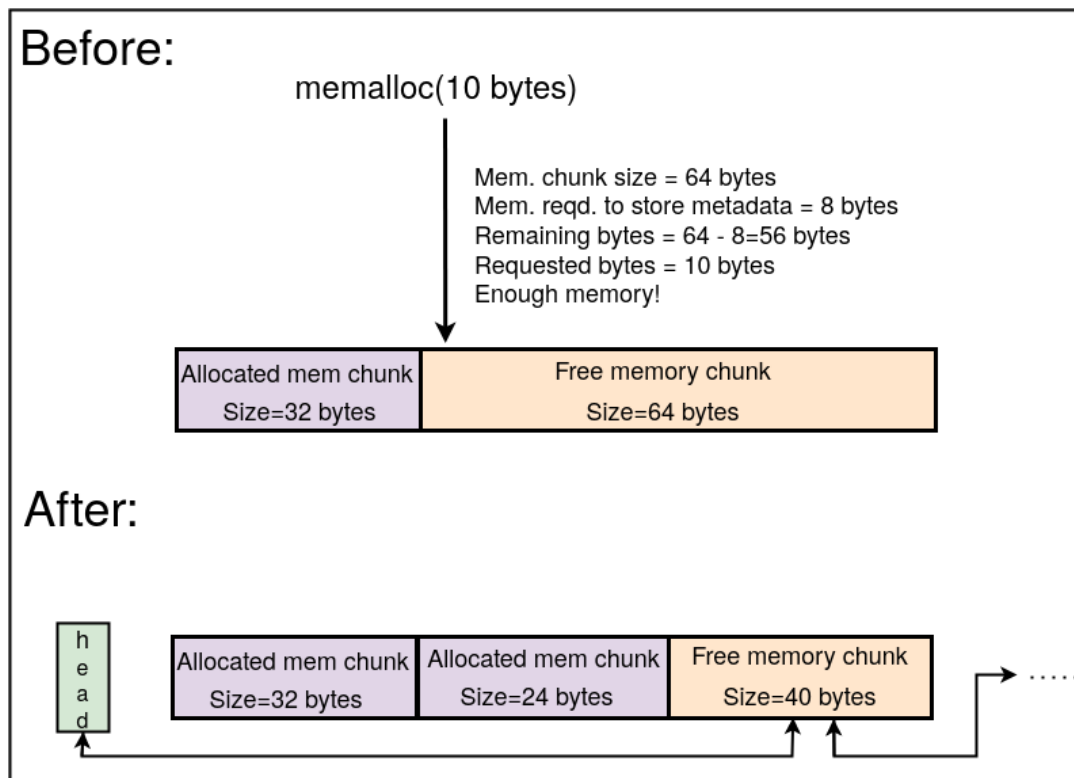 Before:
memalloc(10 bytes)
Mem. chunk size = 64 bytes
Mem. reqd. to store metadata = 8 bytes
Remaining bytes = 64 - 8=56 bytes
Requested bytes = 10 bytes
Enough memory!
Allocated mem chunk
Size=32 bytes
Free memory chunk
Size=64 bytes
After:
head
Allocated mem chunk
Size=32 bytes
Allocated mem chunk
Size=24 bytes
Free memory chunk
Size=40 bytes
.....